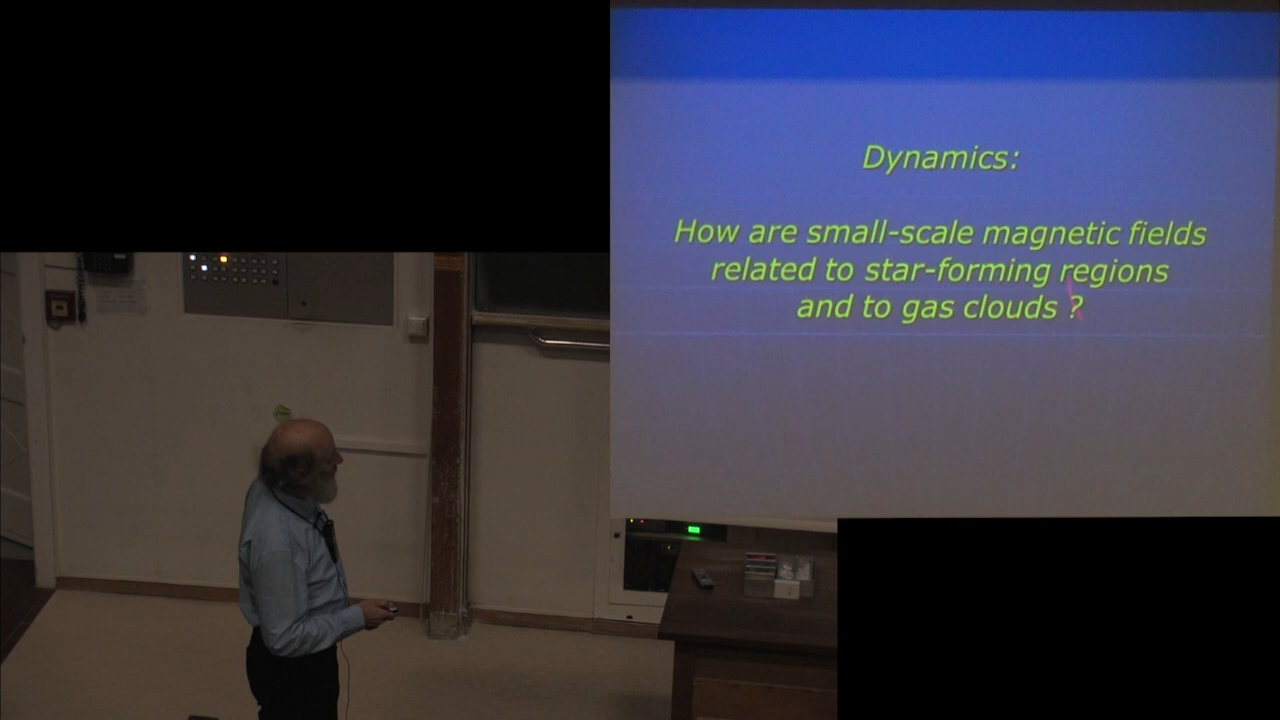 Dynamics:
How are small-scale magnetic fields
related to star-forming regions
and to gas clouds ?